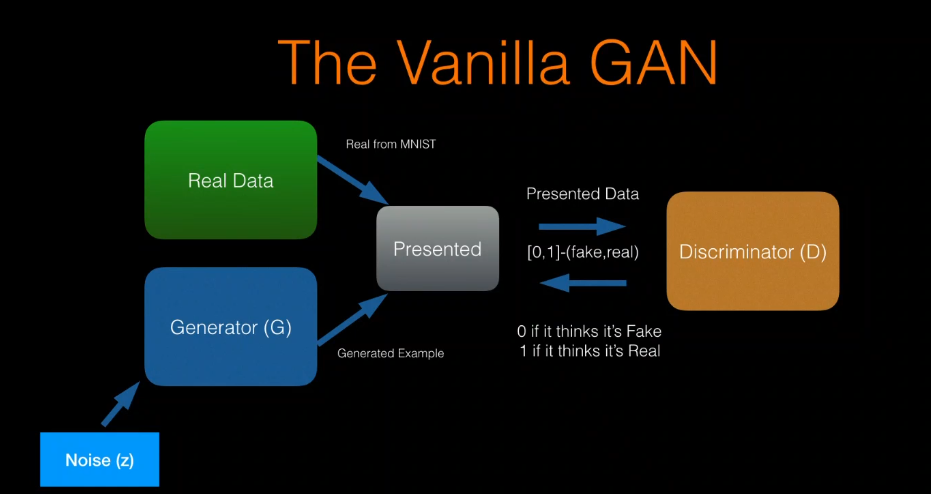 The Vanilla GAN
Real from MNIST
Real Data
Presented Data
Presented
[0,1]-(fake,real)
Discriminator (D)
Generator (G)
0 if it thinks it's Fake
1 if it thinks it's Real
Generated Example
Noise (z)